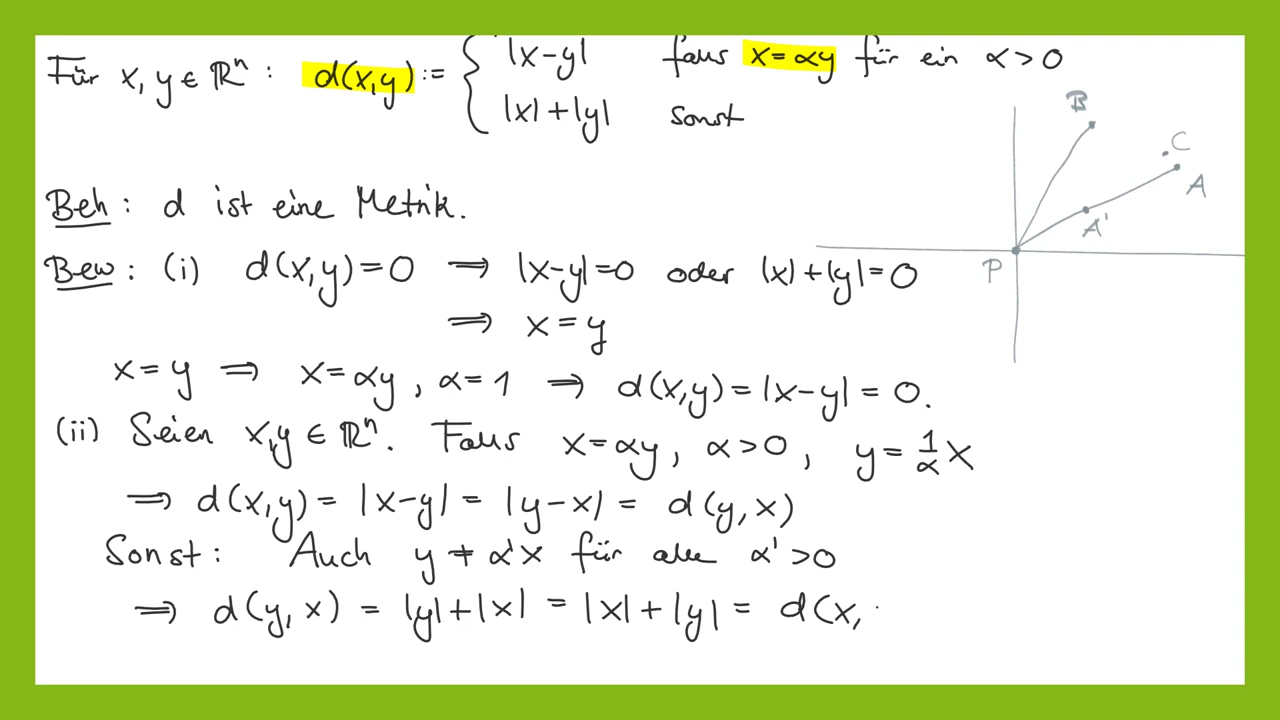 Für x, y ∈ ℝⁿ : d(x,y) := { |x-y| falls x = αy für ein α > 0
|x| + |y| sonst
B
C
A
A'
P
Beh : d ist eine Metrik.
Bew : (i) d(x,y) = 0 ⟹ |x-y| = 0 oder |x| + |y| = 0
⟹ x = y
x = y ⟹ x = αy , α = 1 ⟹ d(x,y) = |x-y| = 0.
(ii) Seien x,y ∈ ℝⁿ. Falls x = αy , α > 0 , y = 1/α x
⟹ d(x,y) = |x-y| = |y-x| = d(y,x)
Sonst : Auch y ≠ α'x für alle α' > 0
⟹ d(y,x) = |y| + |x| = |x| + |y| = d(x,